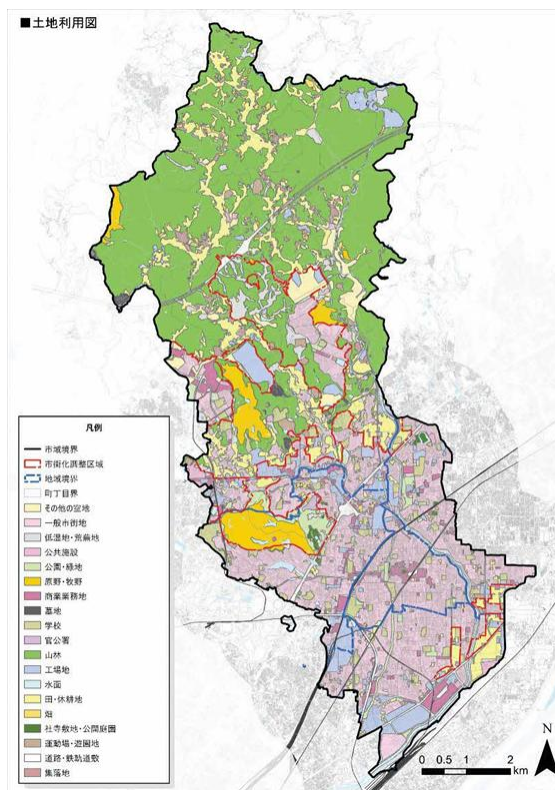 ■土地利用図
凡例
市域境界
市街化調整区域
地域境界
町丁目界
その他の空地
一般市街地
低湿地・荒蕪地
公共施設
公園・緑地
原野・牧野
商業業務地
墓地
学校
官公署
山林
工場地
水面
田・休耕地
畑
社寺敷地・公開庭園
運動場・遊園地
道路・鉄軌道敷
集落地
N
0 0.5 1 2
km